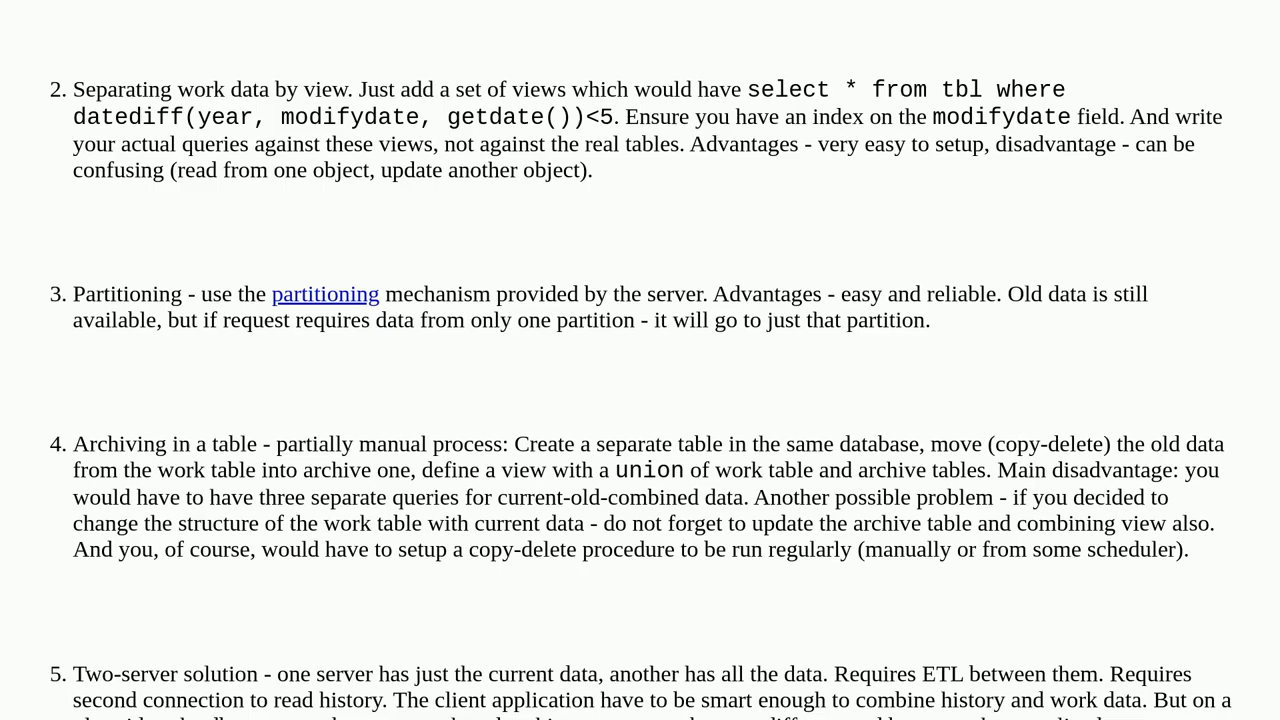 2. Separating work data by view. Just add a set of views which would have select * from tbl where
datediff(year, modifydate, getdate())<5. Ensure you have an index on the modifydate field. And write
your actual queries against these views, not against the real tables. Advantages - very easy to setup, disadvantage - can be
confusing (read from one object, update another object).
3. Partitioning - use the partitioning mechanism provided by the server. Advantages - easy and reliable. Old data is still
available, but if request requires data from only one partition - it will go to just that partition.
4. Archiving in a table - partially manual process: Create a separate table in the same database, move (copy-delete) the old data
from the work table into archive one, define a view with a union of work table and archive tables. Main disadvantage: you
would have to have three separate queries for current-old-combined data. Another possible problem - if you decided to
change the structure of the work table with current data - do not forget to update the archive table and combining view also.
And you, of course, would have to setup a copy-delete procedure to be run regularly (manually or from some scheduler).
5. Two-server solution - one server has just the current data, another has all the data. Requires ETL between them. Requires
second connection to read history. The client application have to be smart enough to combine history and work data. But on a